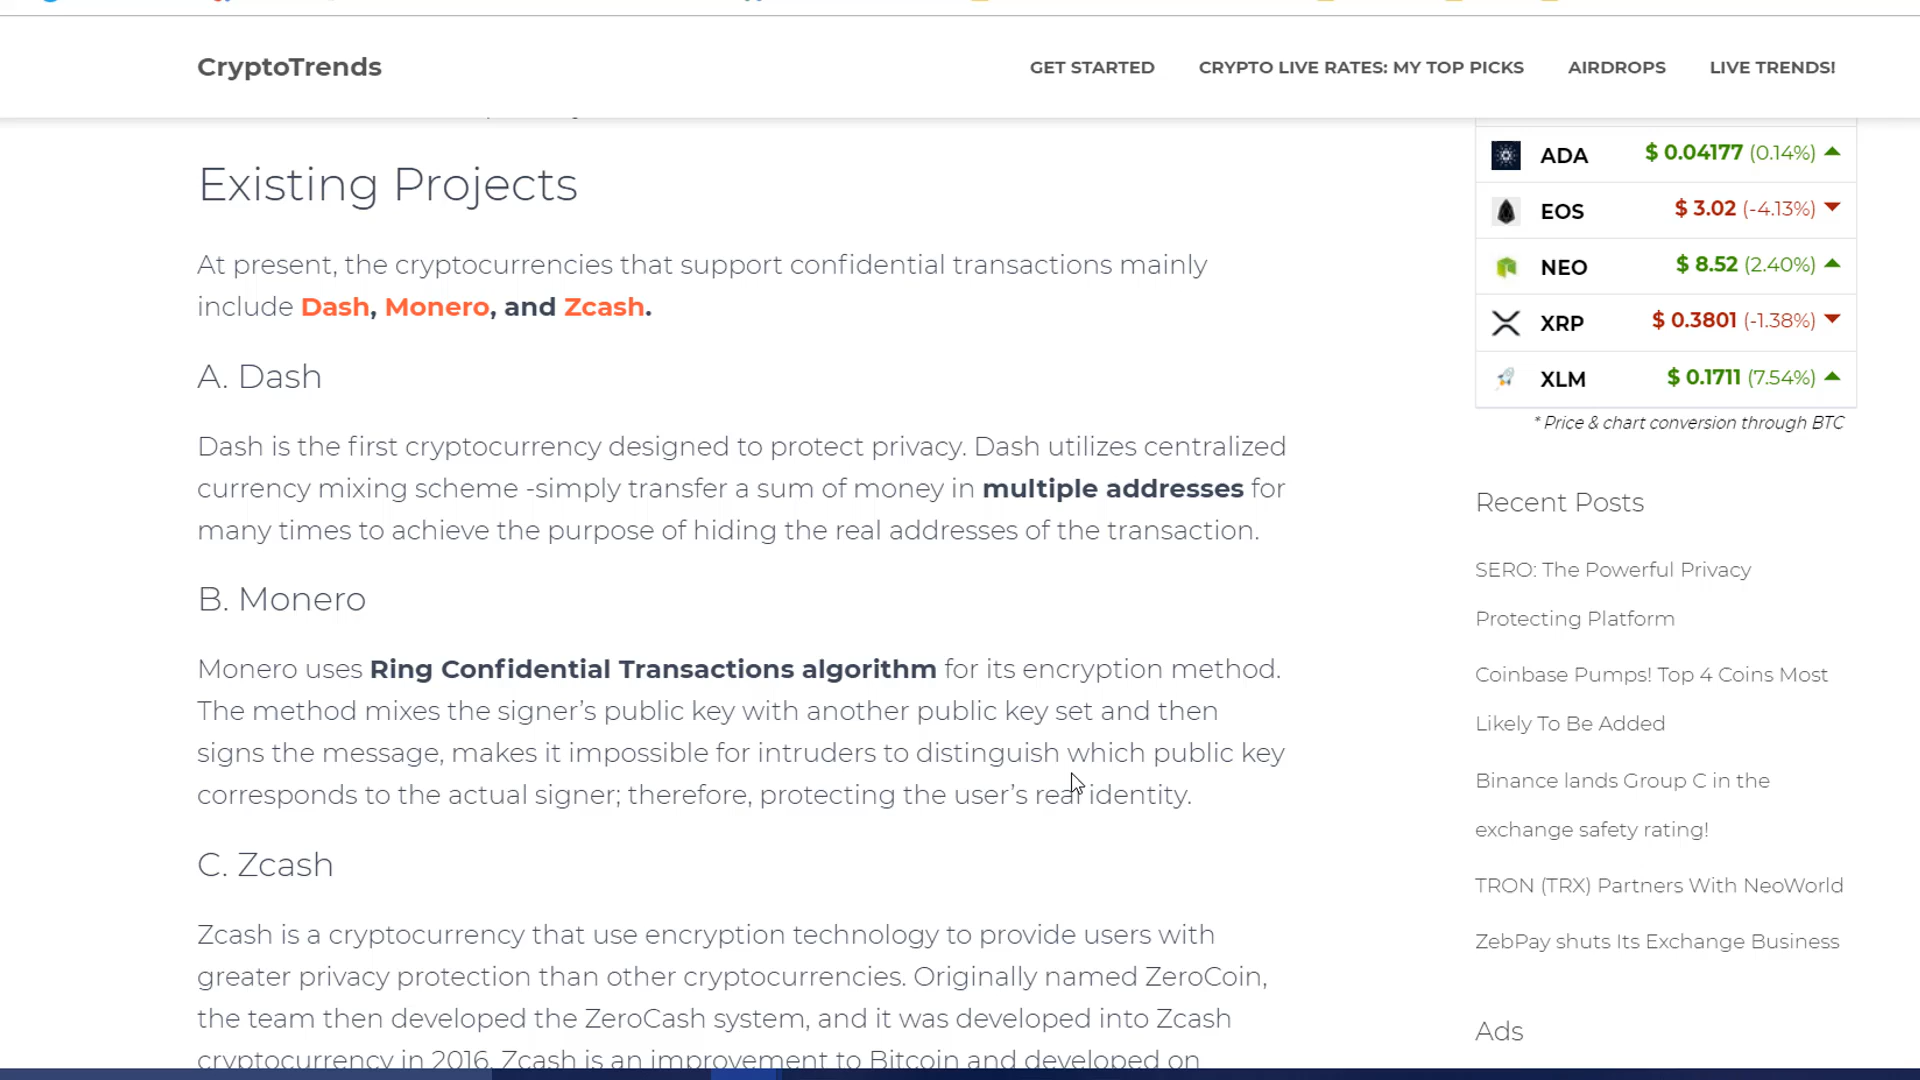 CryptoTrends
GET STARTED
CRYPTO LIVE RATES: MY TOP PICKS
AIRDROPS
LIVE TRENDS!
Existing Projects
At present, the cryptocurrencies that support confidential transactions mainly
include Dash, Monero, and Zcash.
A. Dash
Dash is the first cryptocurrency designed to protect privacy. Dash utilizes centralized
currency mixing scheme -simply transfer a sum of money in multiple addresses for
many times to achieve the purpose of hiding the real addresses of the transaction.
B. Monero
Monero uses Ring Confidential Transactions algorithm for its encryption method.
The method mixes the signer’s public key with another public key set and then
signs the message, makes it impossible for intruders to distinguish which public key
corresponds to the actual signer; therefore, protecting the user’s real identity.
C. Zcash
Zcash is a cryptocurrency that use encryption technology to provide users with
greater privacy protection than other cryptocurrencies. Originally named ZeroCoin,
the team then developed the ZeroCash system, and it was developed into Zcash
cryptocurrency in 2016. Zcash is an improvement to Bitcoin and developed on
ADA $ 0.04177 (0.14%)
EOS $ 3.02 (-4.13%)
NEO $ 8.52 (2.40%)
XRP $ 0.3801 (-1.38%)
XLM $ 0.1711 (7.54%)
* Price & chart conversion through BTC
Recent Posts
SERO: The Powerful Privacy
Protecting Platform
Coinbase Pumps! Top 4 Coins Most
Likely To Be Added
Binance lands Group C in the
exchange safety rating!
TRON (TRX) Partners With NeoWorld
ZebPay shuts Its Exchange Business
Ads